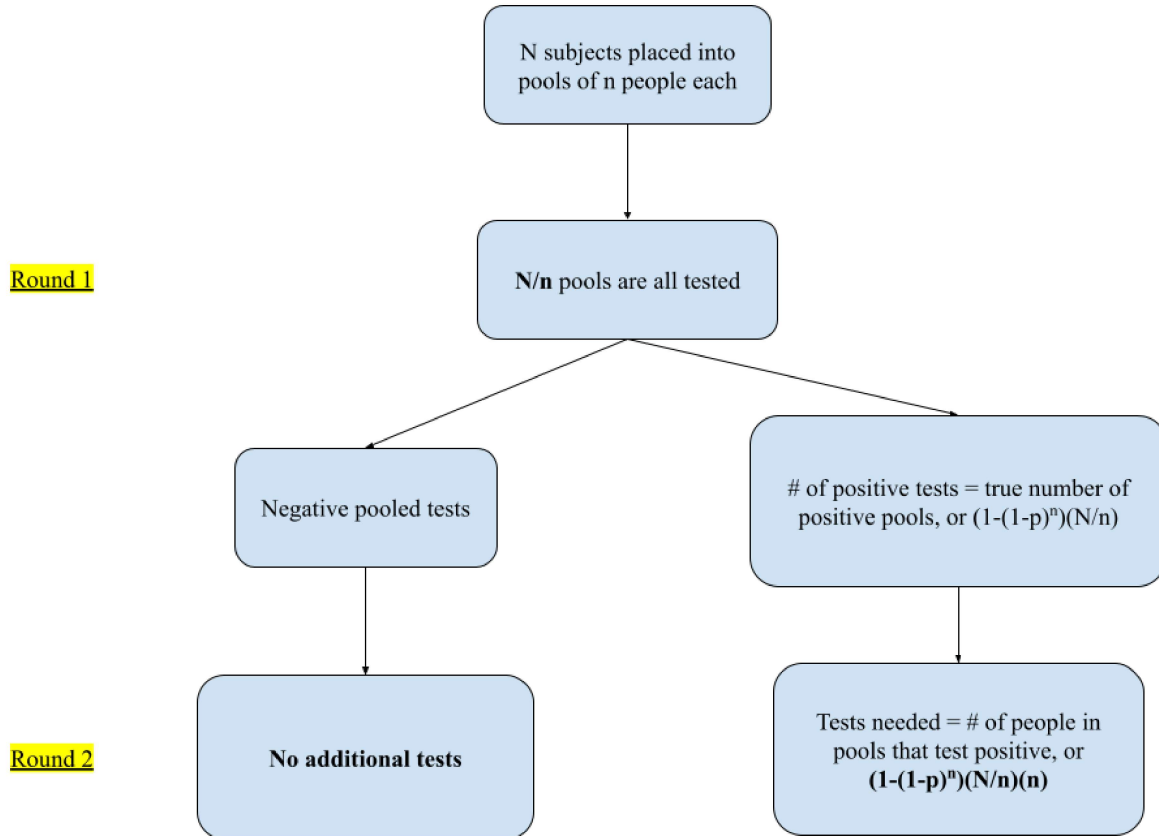 N subjects placed into
pools of n people each
Round 1
N/n pools are all tested
Negative pooled tests
# of positive tests = true number of
positive pools, or (1-(1-p)ⁿ)(N/n)
Round 2
No additional tests
Tests needed = # of people in
pools that test positive, or
(1-(1-p)ⁿ)(N/n)(n)